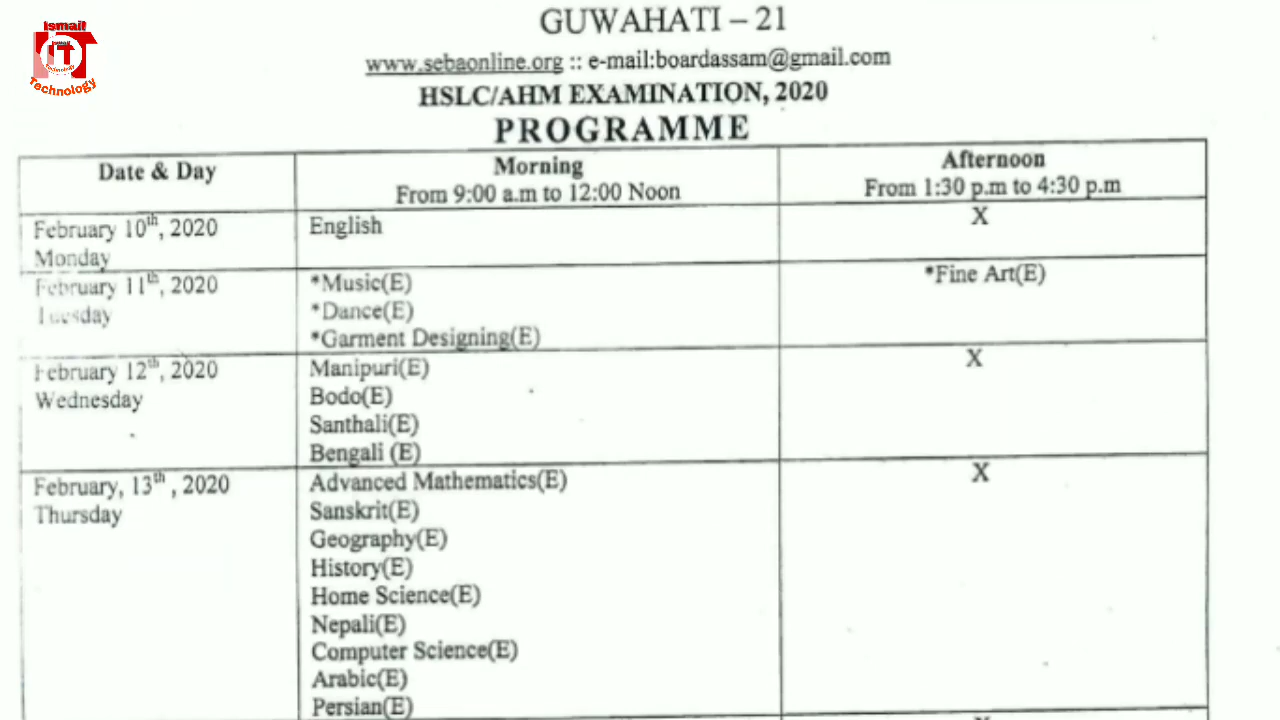 Ismail
IT
Technology
GUWAHATI – 21
www.sebaonline.org :: e-mail:boardassam@gmail.com
HSLC/AHM EXAMINATION, 2020
PROGRAMME
Date & Day
Morning
From 9:00 a.m to 12:00 Noon
Afternoon
From 1:30 p.m to 4:30 p.m
February 10th, 2020
Monday
English
X
February 11th, 2020
Tuesday
*Music(E)
*Dance(E)
*Garment Designing(E)
*Fine Art(E)
February 12th, 2020
Wednesday
Manipuri(E)
Bodo(E)
Santhali(E)
Bengali (E)
X
February, 13th , 2020
Thursday
Advanced Mathematics(E)
Sanskrit(E)
Geography(E)
History(E)
Home Science(E)
Nepali(E)
Computer Science(E)
Arabic(E)
Persian(E)
X